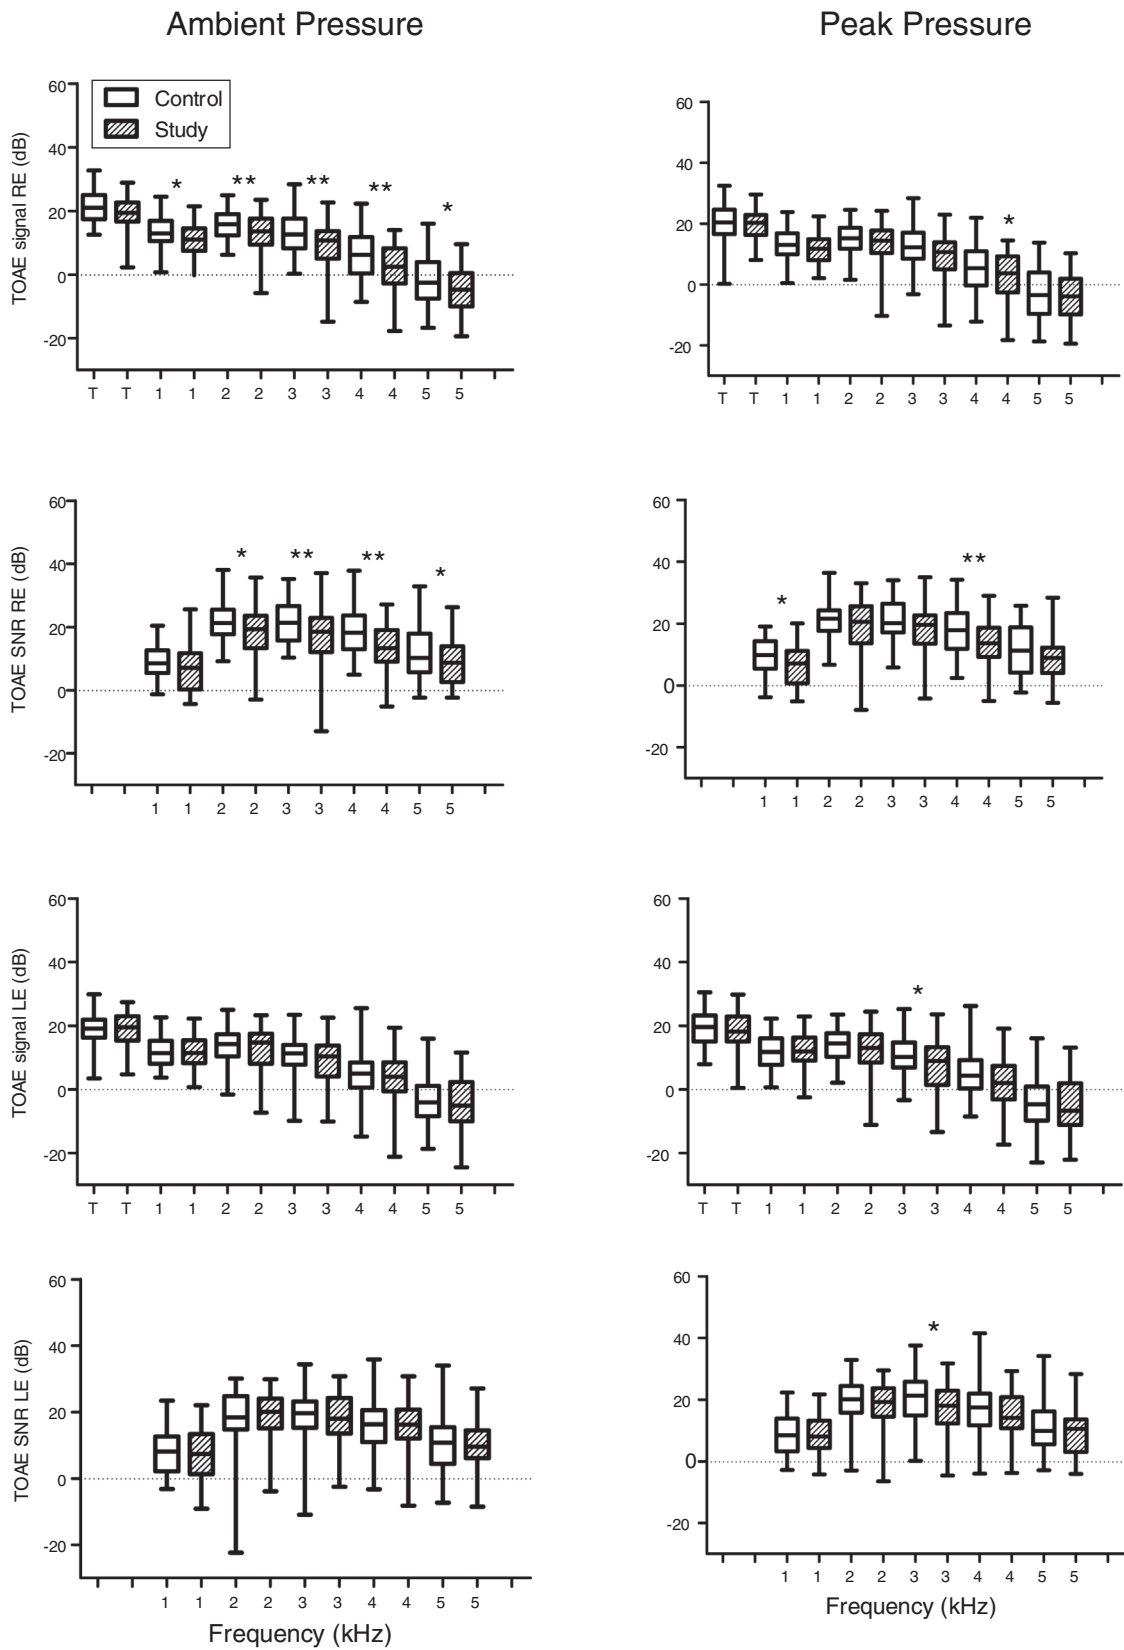 Ambient Pressure
Peak Pressure
TOAE signal RE (dB)
60
40
20
0
-20
Control
Study
* ** ** ** *
T T 1 1 2 2 3 3 4 4 5 5
60
40
20
0
-20
*
T T 1 1 2 2 3 3 4 4 5 5
TOAE SNR RE (dB)
60
40
20
0
-20
* ** ** *
1 1 2 2 3 3 4 4 5 5
60
40
20
0
-20
* **
1 1 2 2 3 3 4 4 5 5
TOAE signal LE (dB)
60
40
20
0
-20
T T 1 1 2 2 3 3 4 4 5 5
60
40
20
0
-20
*
T T 1 1 2 2 3 3 4 4 5 5
TOAE SNR LE (dB)
60
40
20
0
-20
1 1 2 2 3 3 4 4 5 5
Frequency (kHz)
60
40
20
0
-20
*
1 1 2 2 3 3 4 4 5 5
Frequency (kHz)